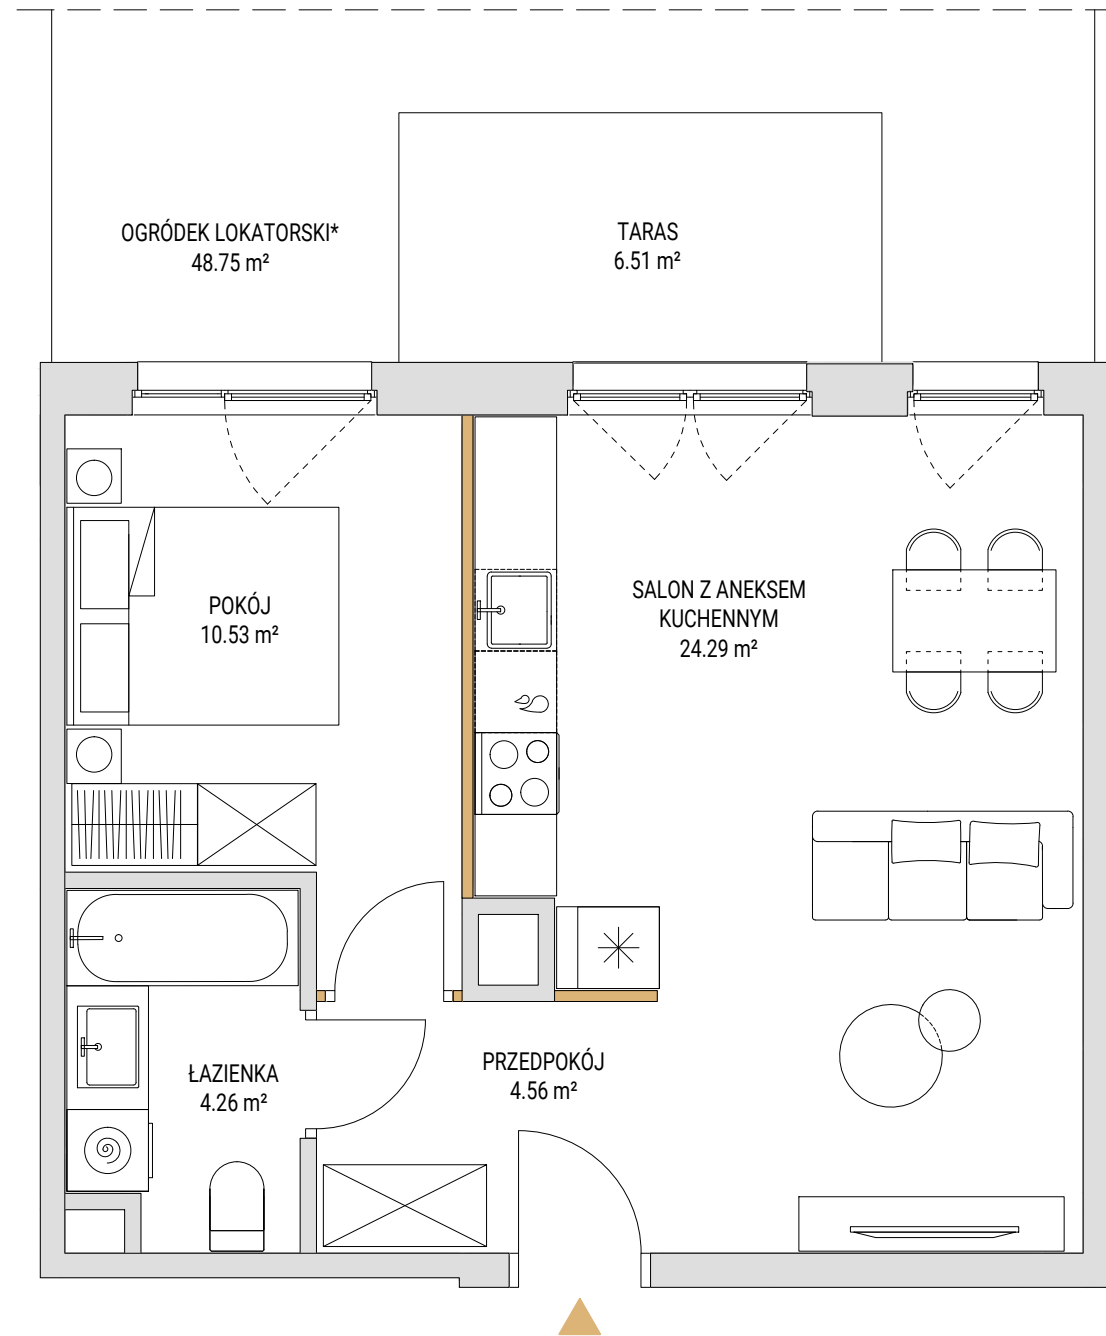 OGRÓDEK LOKATORSKI*
48.75 m²
TARAS
6.51 m²
POKÓJ
10.53 m²
SALON Z ANEKSEM
KUCHENNYM
24.29 m²
ŁAZIENKA
4.26 m²
PRZEDPOKÓJ
4.56 m²